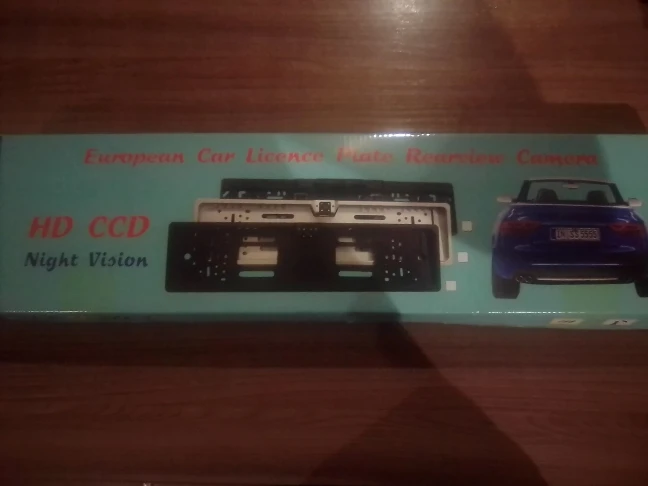 European Car Licence Plate Rearview Camera
HD CCD
Night Vision